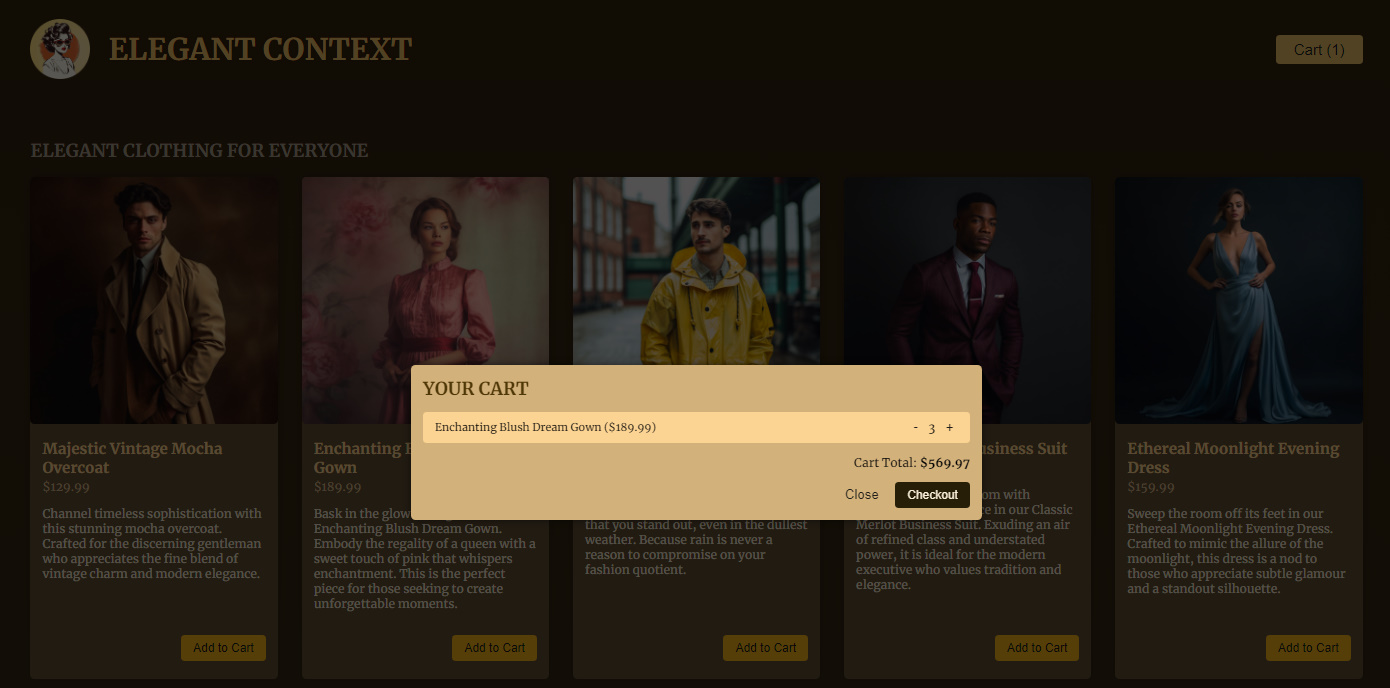 ELEGANT CONTEXT
Cart (1)
ELEGANT CLOTHING FOR EVERYONE
YOUR CART
Enchanting Blush Dream Gown ($189.99)
- 3 +
Cart Total: $569.97
Close
Checkout
Majestic Vintage Mocha
Overcoat
$129.99
Channel timeless sophistication with
this stunning mocha overcoat.
Crafted for the discerning gentleman
who appreciates the fine blend of
vintage charm and modern elegance.
Add to Cart
Enchanting
Gown
$189.99
Bask in the glow
Enchanting Blush Dream Gown.
Embody the regality of a queen with a
sweet touch of pink that whispers
enchantment. This is the perfect
piece for those seeking to create
unforgettable moments.
Add to Cart
that you stand out, even in the dullest
weather. Because rain is never a
reason to compromise on your
fashion quotient.
Add to Cart
usiness Suit
om with
e in our Classic
Merlot Business Suit. Exuding an air
of refined class and understated
power, it is ideal for the modern
executive who values tradition and
elegance.
Add to Cart
Ethereal Moonlight Evening
Dress
$159.99
Sweep the room off its feet in our
Ethereal Moonlight Evening Dress.
Crafted to mimic the allure of the
moonlight, this dress is a nod to
those who appreciate subtle glamour
and a standout silhouette.
Add to Cart